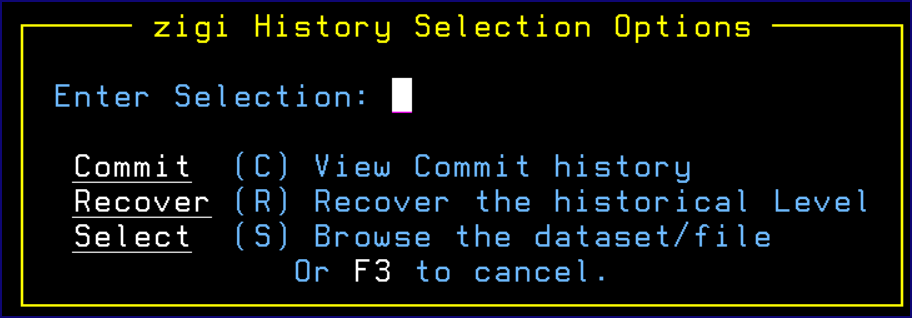 zigi History Selection Options
Enter Selection:
Commit (C) View Commit history
Recover (R) Recover the historical Level
Select (S) Browse the dataset/file
Or F3 to cancel.